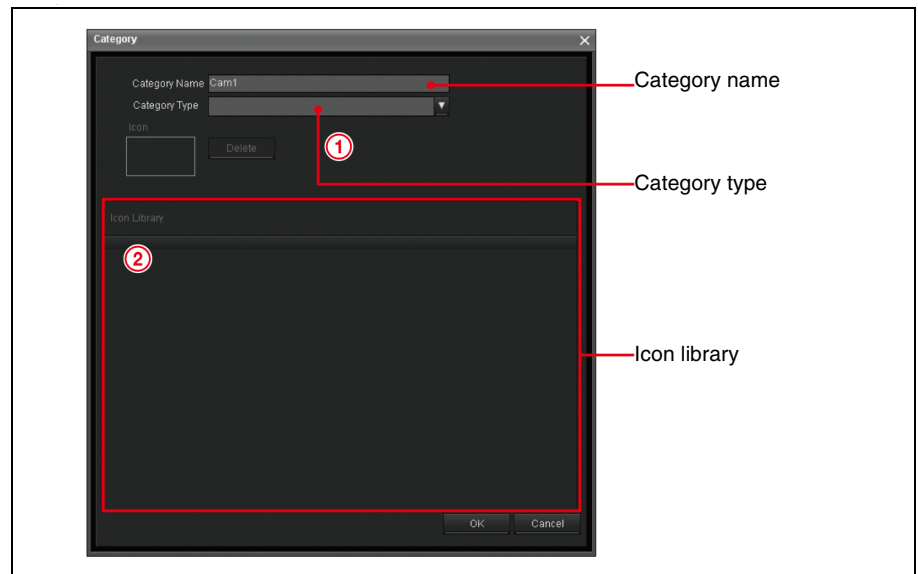 Category
Category Name Cam1
Category name
Category Type
Icon
Delete
1
Category type
Icon Library
2
Icon library
OK Cancel